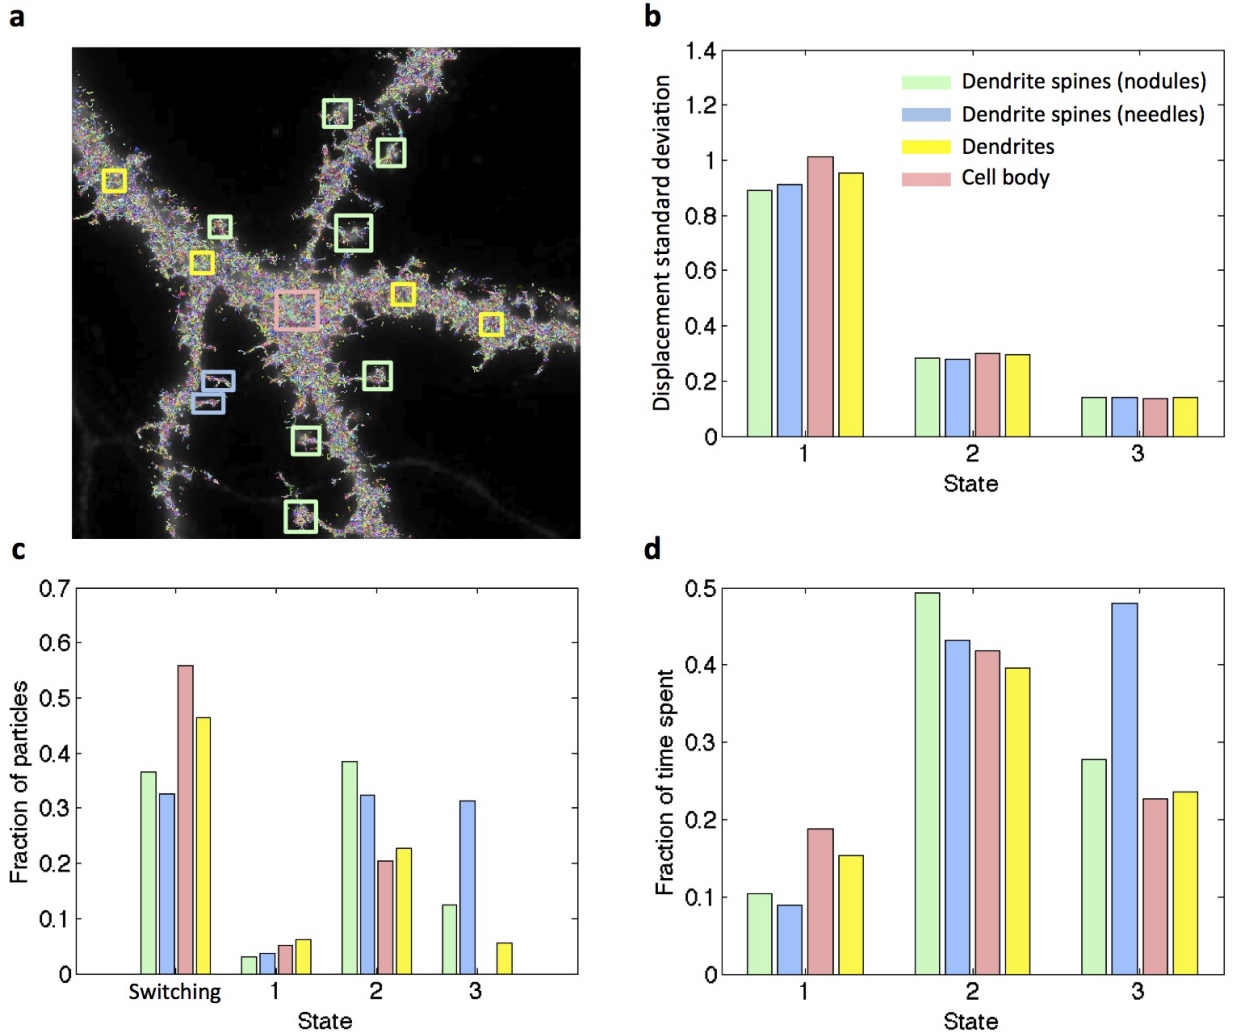 a
b
1.4
1.2
1
0.8
0.6
0.4
0.2
0
Displacement standard deviation
Dendrite spines (nodules)
Dendrite spines (needles)
Dendrites
Cell body
1 2 3
State
c
0.7
0.6
0.5
0.4
0.3
0.2
0.1
0
Fraction of particles
Switching 1 2 3
State
d
0.5
0.4
0.3
0.2
0.1
0
Fraction of time spent
1 2 3
State